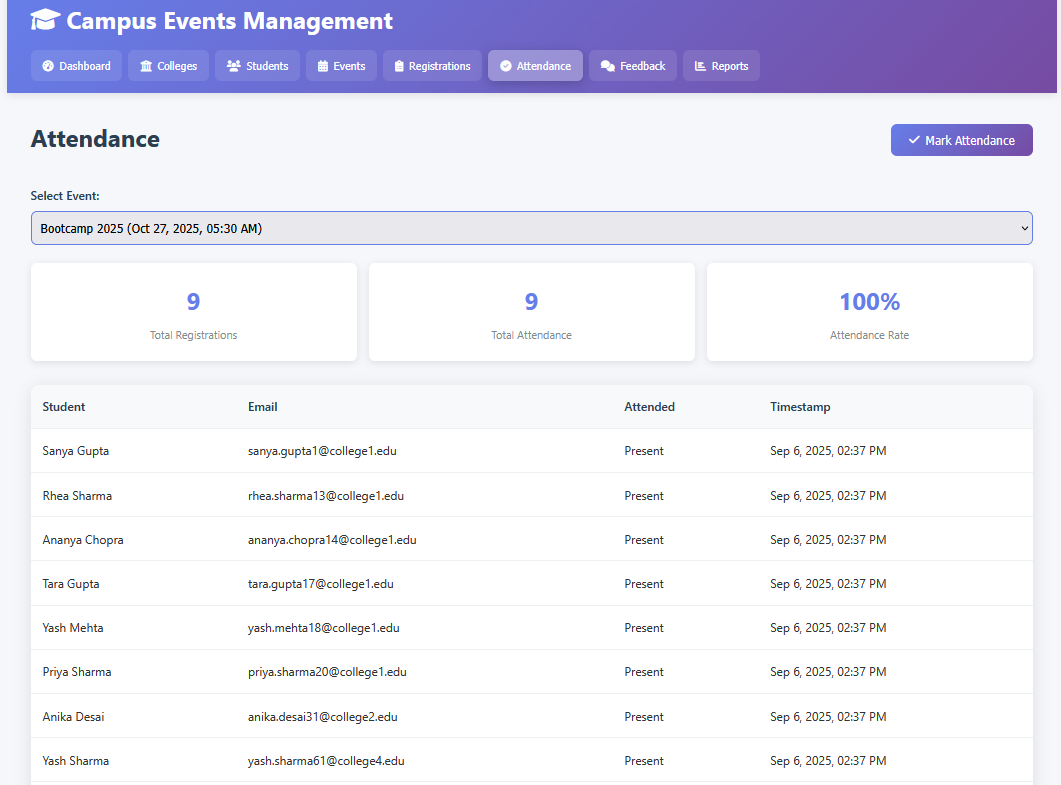 Campus Events Management
Dashboard Colleges Students Events Registrations Attendance Feedback Reports
Attendance
Mark Attendance
Select Event:
Bootcamp 2025 (Oct 27, 2025, 05:30 AM)
9 9 100%
Total Registrations Total Attendance Attendance Rate
Student Email Attended Timestamp
Sanya Gupta sanya.gupta1@college1.edu Present Sep 6, 2025, 02:37 PM
Rhea Sharma rhea.sharma13@college1.edu Present Sep 6, 2025, 02:37 PM
Ananya Chopra ananya.chopra14@college1.edu Present Sep 6, 2025, 02:37 PM
Tara Gupta tara.gupta17@college1.edu Present Sep 6, 2025, 02:37 PM
Yash Mehta yash.mehta18@college1.edu Present Sep 6, 2025, 02:37 PM
Priya Sharma priya.sharma20@college1.edu Present Sep 6, 2025, 02:37 PM
Anika Desai anika.desai31@college2.edu Present Sep 6, 2025, 02:37 PM
Yash Sharma yash.sharma61@college4.edu Present Sep 6, 2025, 02:37 PM